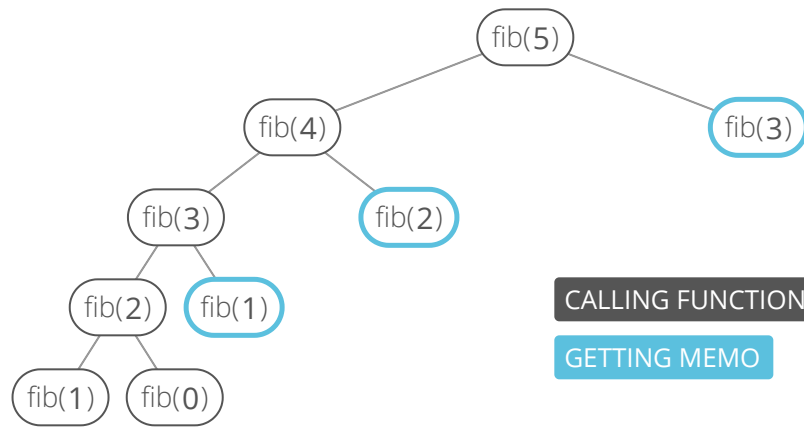 fib(5)
fib(4)
fib(3)
fib(3)
fib(2)
fib(2)
fib(1)
CALLING FUNCTION
GETTING MEMO
fib(1)
fib(0)